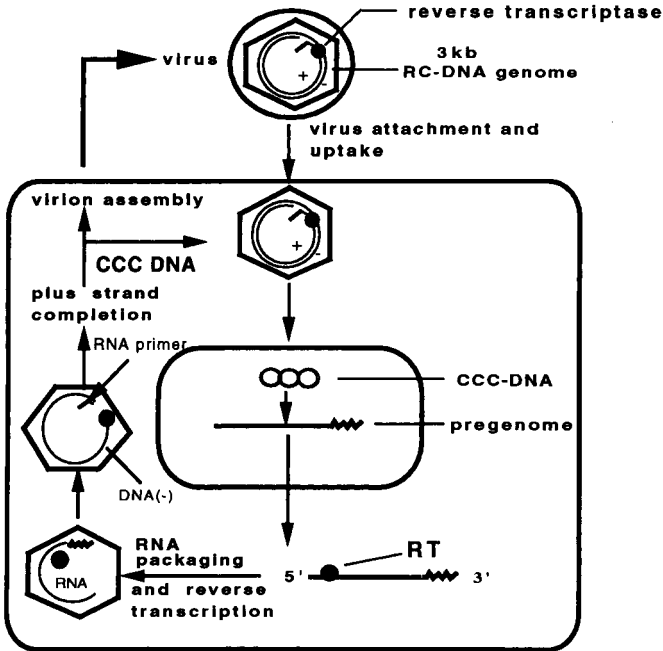 reverse transcriptase
virus
3kb
RC-DNA genome
+ -
virus attachment and
uptake
virion assembly
+ -
CCC DNA
plus strand
completion
RNA primer
CCC-DNA
pregenome
DNA(-)
RNA
packaging
and reverse
transcription
RNA
RT
5' 3'